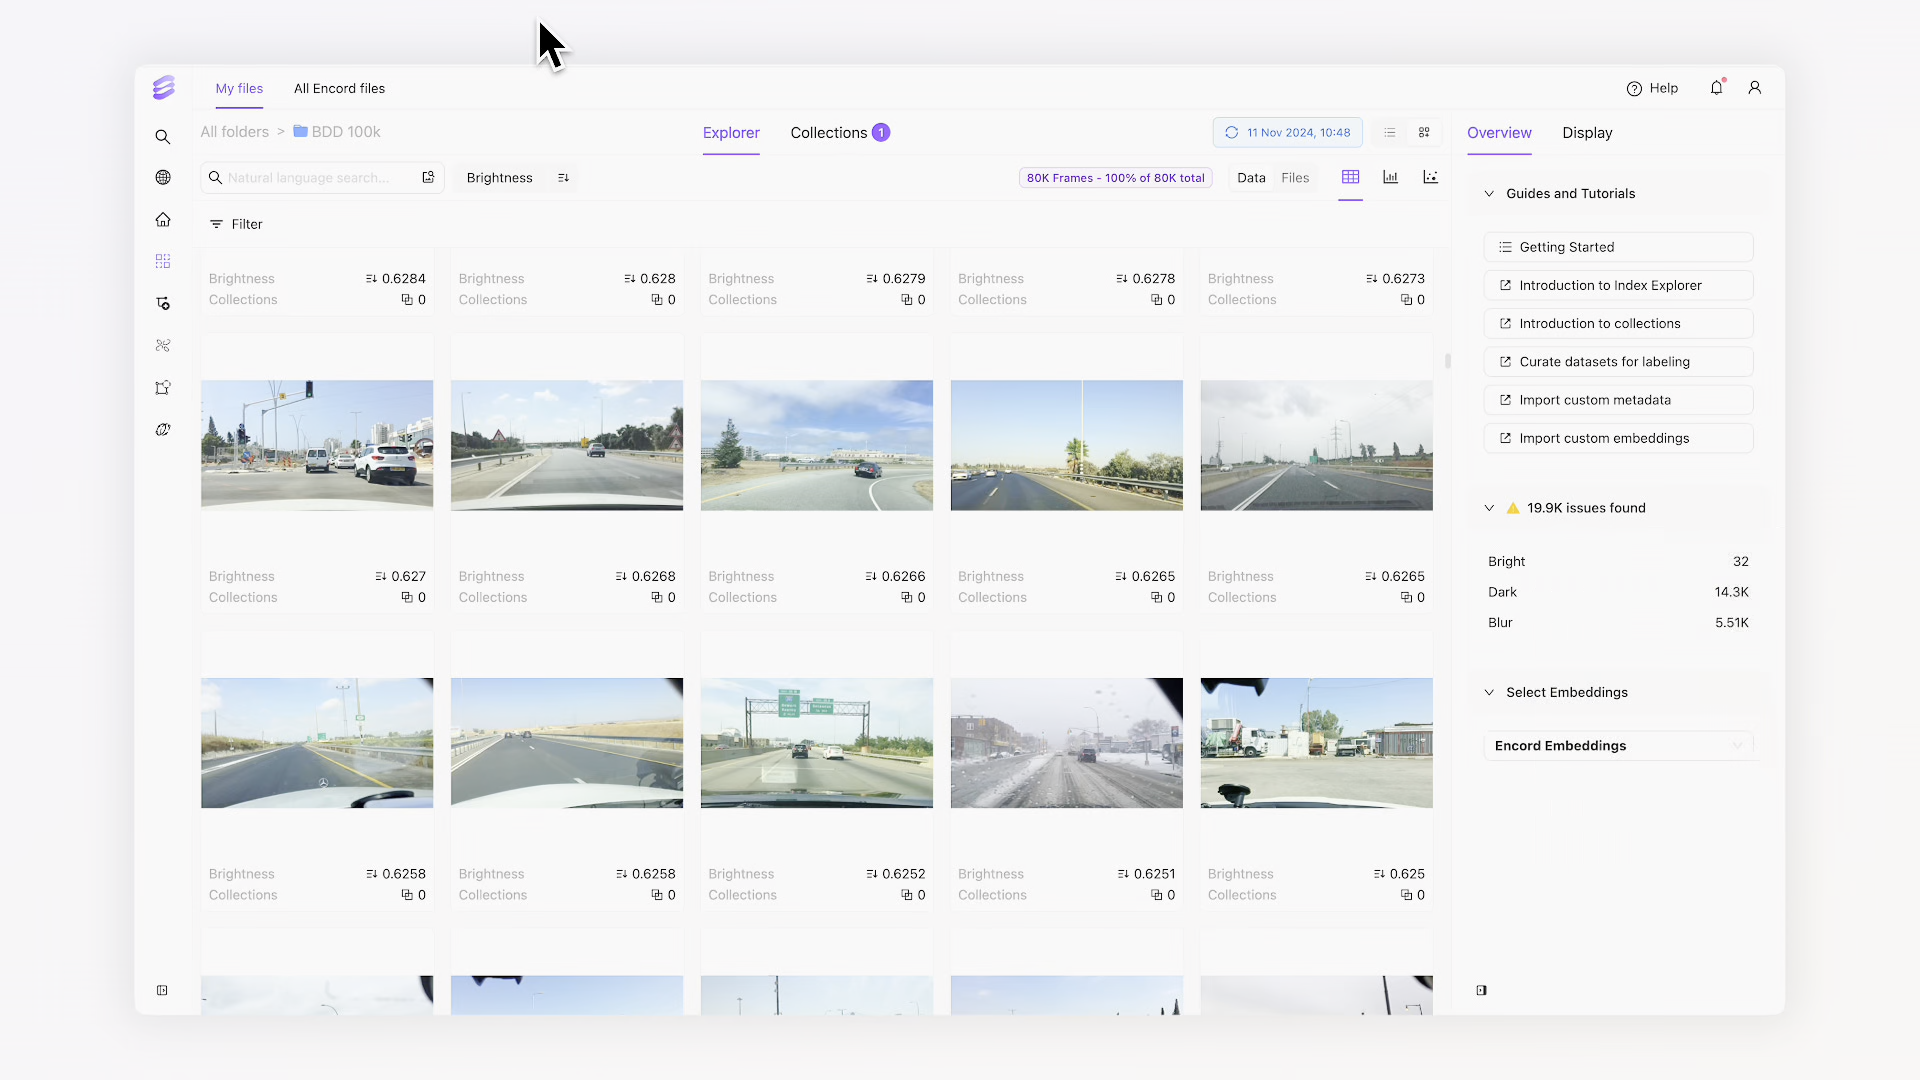 My files All Encord files Help
All folders > BDD 100k Explorer Collections 1 11 Nov 2024, 10:48 Overview Display
Natural language search... Brightness 80K Frames - 100% of 80K total Data Files
Guides and Tutorials
Filter
Getting Started
Introduction to Index Explorer
Introduction to collections
Curate datasets for labeling
Import custom metadata
Import custom embeddings
19.9K issues found
Bright 32
Dark 14.3K
Blur 5.51K
Select Embeddings
Encord Embeddings
Brightness 0.6284 Brightness 0.628 Brightness 0.6279 Brightness 0.6278 Brightness 0.6273
Collections 0 Collections 0 Collections 0 Collections 0 Collections 0
Brightness 0.627 Brightness 0.6268 Brightness 0.6266 Brightness 0.6265 Brightness 0.6265
Collections 0 Collections 0 Collections 0 Collections 0 Collections 0
Brightness 0.6258 Brightness 0.6258 Brightness 0.6252 Brightness 0.6251 Brightness 0.625
Collections 0 Collections 0 Collections 0 Collections 0 Collections 0